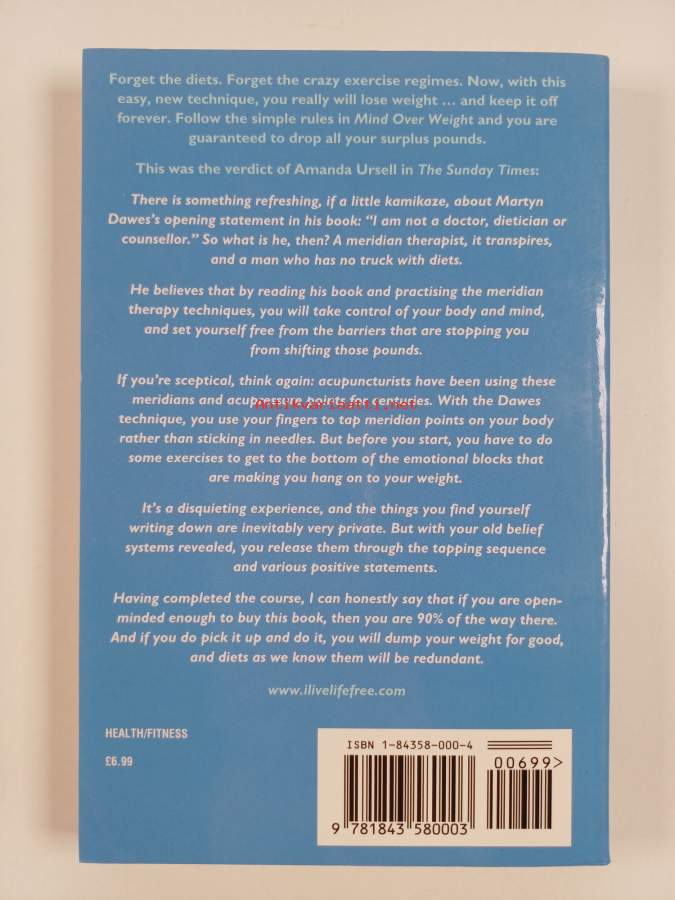 Forget the diets. Forget the crazy exercise regimes. Now, with this
easy, new technique, you really will lose weight ... and keep it off
forever. Follow the simple rules in Mind Over Weight and you are
guaranteed to drop all your surplus pounds.
This was the verdict of Amanda Ursell in The Sunday Times:
There is something refreshing, if a little kamikaze, about Martyn
Dawes's opening statement in his book: “I am not a doctor, dietician or
counsellor.” So what is he, then? A meridian therapist, it transpires,
and a man who has no truck with diets.
He believes that by reading his book and practising the meridian
therapy techniques, you will take control of your body and mind,
and set yourself free from the barriers that are stopping you
from shifting those pounds.
If you're sceptical, think again: acupuncturists have been using these
meridians and acupressure points for centuries. With the Dawes
Antikvariaatti.net
technique, you use your fingers to tap meridian points on your body
rather than sticking in needles. But before you start, you have to do
some exercises to get to the bottom of the emotional blocks that
are making you hang on to your weight.
It's a disquieting experience, and the things you find yourself
writing down are inevitably very private. But with your old belief
systems revealed, you release them through the tapping sequence
and various positive statements.
Having completed the course, I can honestly say that if you are open-
minded enough to buy this book, then you are 90% of the way there.
And if you do pick it up and do it, you will dump your weight for good,
and diets as we know them will be redundant.
www.ilivelifefree.com
HEALTH/FITNESS
£6.99
ISBN 1-84358-000-4
00699>
9 781843 580003